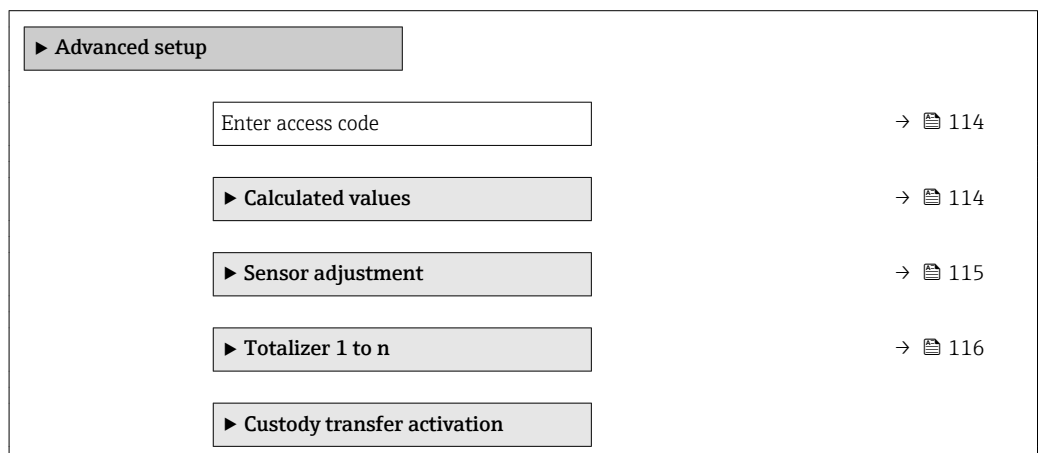 ▶ Advanced setup
Enter access code → 114
▶ Calculated values → 114
▶ Sensor adjustment → 115
▶ Totalizer 1 to n → 116
▶ Custody transfer activation